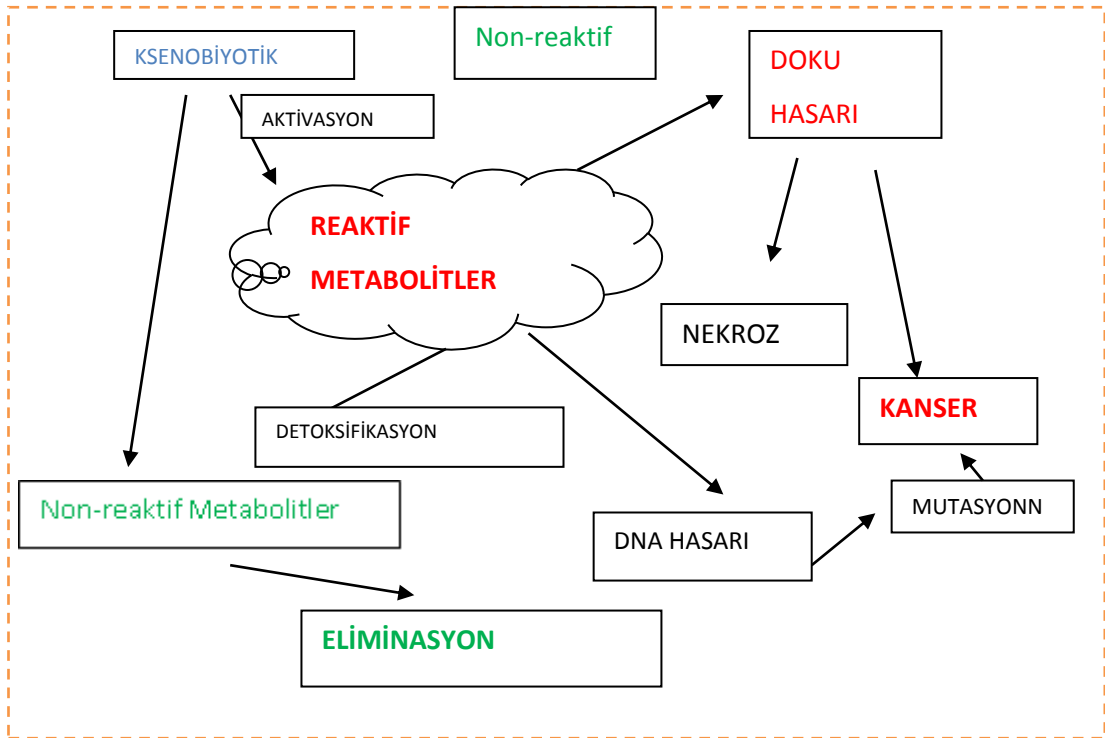 Non-reaktif
KSENOBİYOTİK
DOKU
HASARI
AKTİVASYON
REAKTİF
METABOLİTLER
NEKROZ
KANSER
DETOKSİFİKASYON
Non-reaktif Metabolitler
MUTASYONN
DNA HASARI
ELİMİNASYON